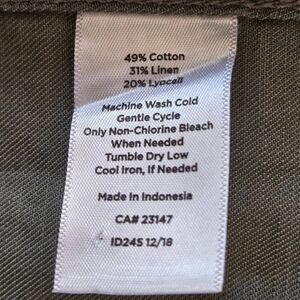 49% Cotton
31% Linen
20% Lyocell
Machine Wash Cold
Gentle Cycle
Only Non-Chlorine Bleach
When Needed
Tumble Dry Low
Cool Iron, If Needed
Made in Indonesia
CA# 23147
ID245 12/18